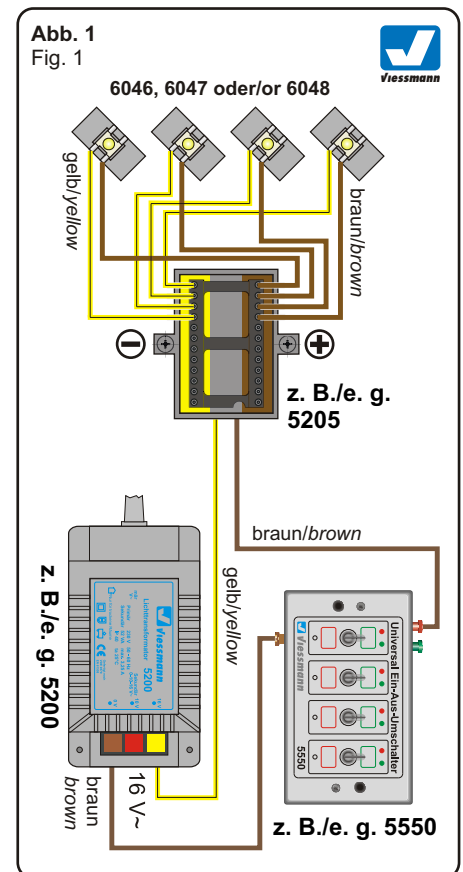 Abb. 1
Fig. 1
viessmann
6046, 6047 oder/or 6048
gelb/yellow
braun/brown
z. B./e. g.
5205
braun/brown
gelb/yellow
z. B./e. g. 5200
viessmann
Lichttransformator 5200
braun
brown
16 V~
Universal Ein-Aus-Umschalter
viessmann
5550
z. B./e. g. 5550